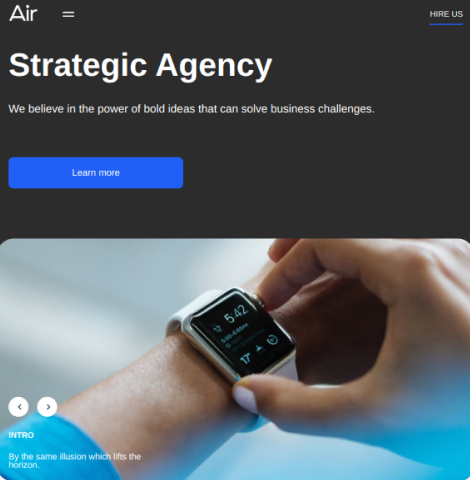 Air
HIRE US
Strategic Agency
We believe in the power of bold ideas that can solve business challenges.
Learn more
5:42
12
17
INTRO
By the same illusion which lifts the
horizon.